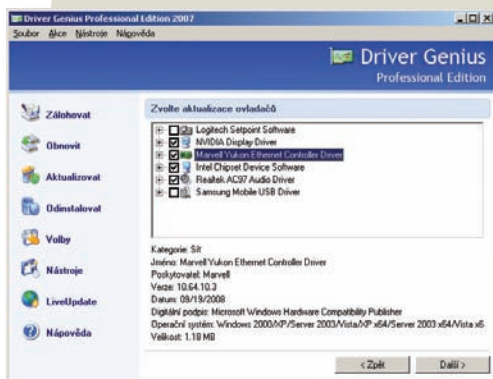 Driver Genius Professional Edition 2007
Soubor Akce Nástroje Nápověda
Driver Genius
Professional Edition
Zálohovat
Obnovit
Aktualizovat
Odinstalovat
Volby
Nástroje
LiveUpdate
Nápověda
Zvolte aktualizace ovladačů
Logitech Setpoint Software
NVIDIA Display Driver
Marvell Yukon Ethernet Controller Driver
Intel Chipset Device Software
Realtek AC97 Audio Driver
Samsung Mobile USB Driver
Kategorie: Síť
Jméno: Marvell Yukon Ethernet Controller Driver
Poskytovatel: Marvell
Verze: 10.64.10.3
Datum: 09/19/2008
Digitální podpis: Microsoft Windows Hardware Compatibility Publisher
Operační systém: Windows 2000/XP/Server 2003/Vista/XP x64/Server 2003 x64/Vista x6
Velikost: 1.18 MB
< Zpět
Další >